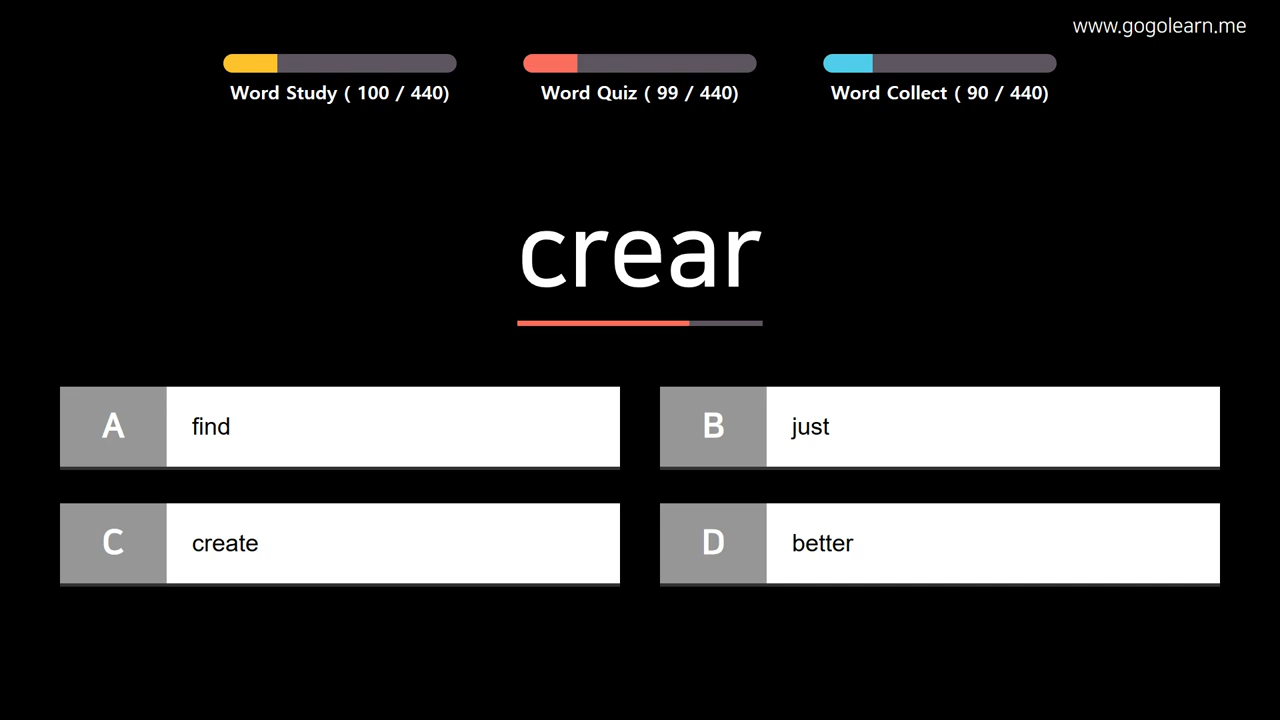 www.gogolearn.me
Word Study ( 100 / 440)
Word Quiz ( 99 / 440)
Word Collect ( 90 / 440)
crear
A find
B just
C create
D better